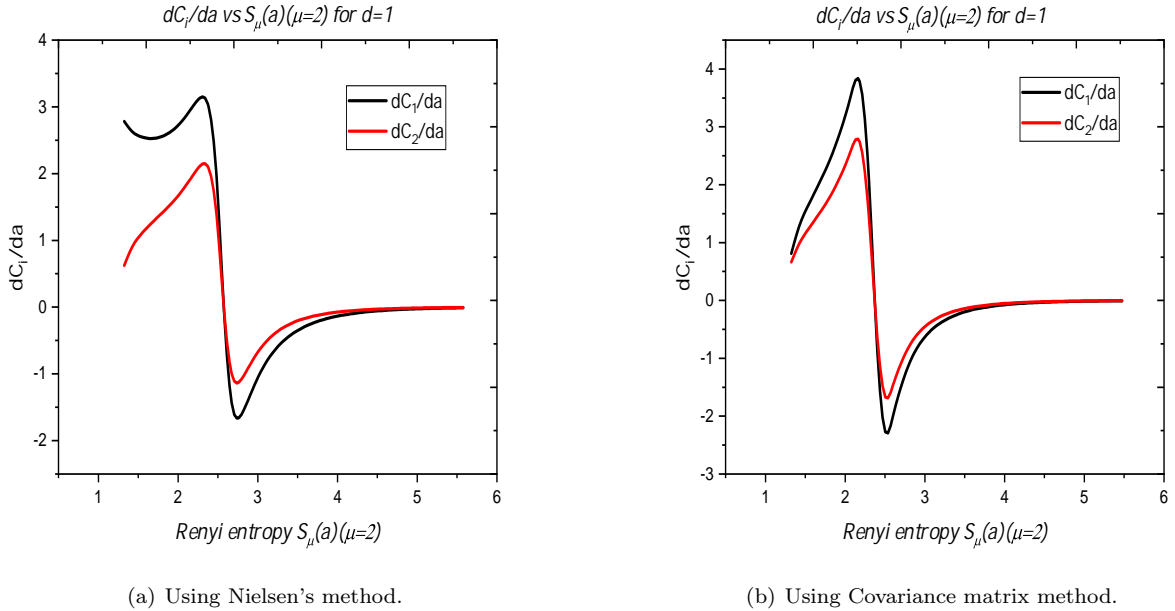 dC_i/da vs S_μ(a)(μ=2) for d=1
4
3
2
1
0
-1
-2
dC_i/da
dC_1/da
dC_2/da
1
2
3
4
5
6
Renyi entropy S_μ(a)(μ=2)
(a) Using Nielsen's method.
dC_i/da vs S_μ(a)(μ=2) for d=1
4
3
2
1
0
-1
-2
-3
dC_i/da
dC_1/da
dC_2/da
1
2
3
4
5
6
Renyi entropy S_μ(a)(μ=2)
(b) Using Covariance matrix method.